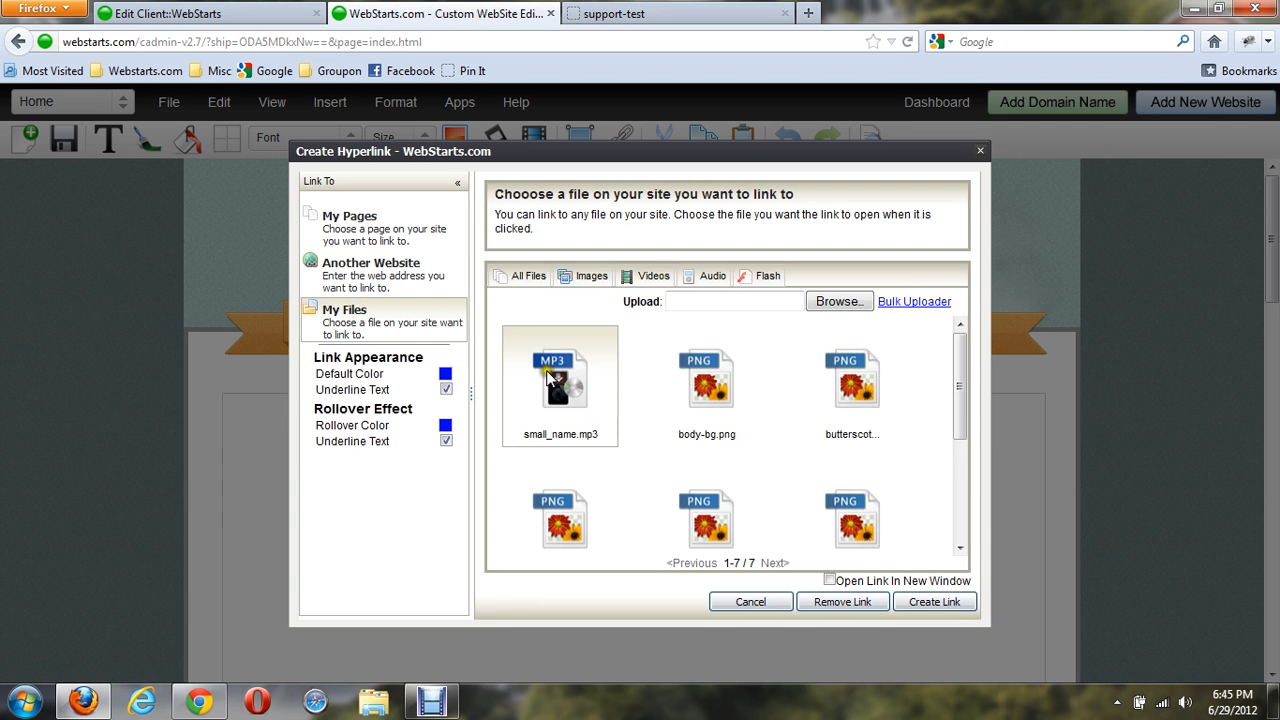 Firefox
Edit Client::WebStarts
WebStarts.com - Custom WebSite Edi...
support-test
webstarts.com/cadmin-v2.7/?ship=ODA5MDkxNw==&page=index.html
Google
Most Visited
Webstarts.com
Misc
Google
Groupon
Facebook
Pin It
Bookmarks
Home
File
Edit
View
Insert
Format
Apps
Help
Dashboard
Add Domain Name
Add New Website
Font
Size
Create Hyperlink - WebStarts.com
Link To
My Pages
Choose a page on your site
you want to link to.
Another Website
Enter the web address you
want to link to.
My Files
Choose a file on your site want
to link to.
Link Appearance
Default Color
Underline Text
Rollover Effect
Rollover Color
Underline Text
Chooose a file on your site you want to link to
You can link to any file on your site. Choose the file you want the link to open when it is
clicked.
All Files
Images
Videos
Audio
Flash
Upload:
Browse...
Bulk Uploader
MP3
small_name.mp3
PNG
body-bg.png
PNG
butterscot...
PNG
PNG
PNG
<Previous 1-7 / 7 Next>
Open Link In New Window
Cancel
Remove Link
Create Link
6:45 PM
6/29/2012